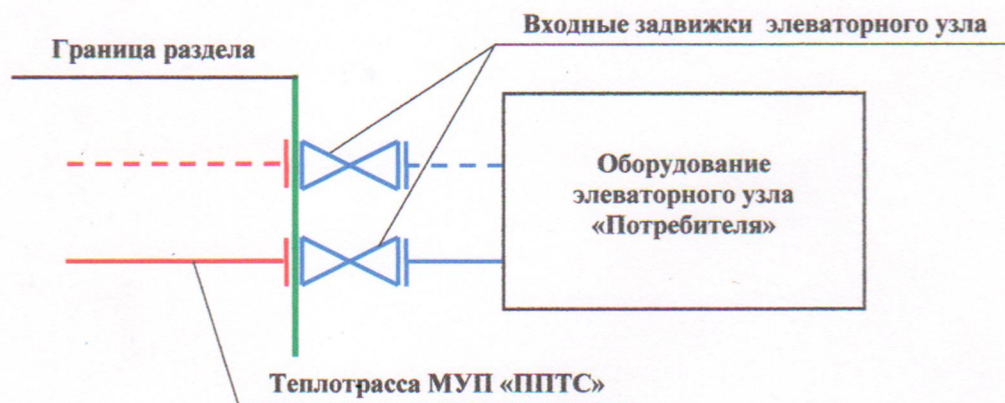 Входные задвижки элеваторного узла
Граница раздела
Оборудование
элеваторного узла
«Потребителя»
Теплотрасса МУП «ППТС»